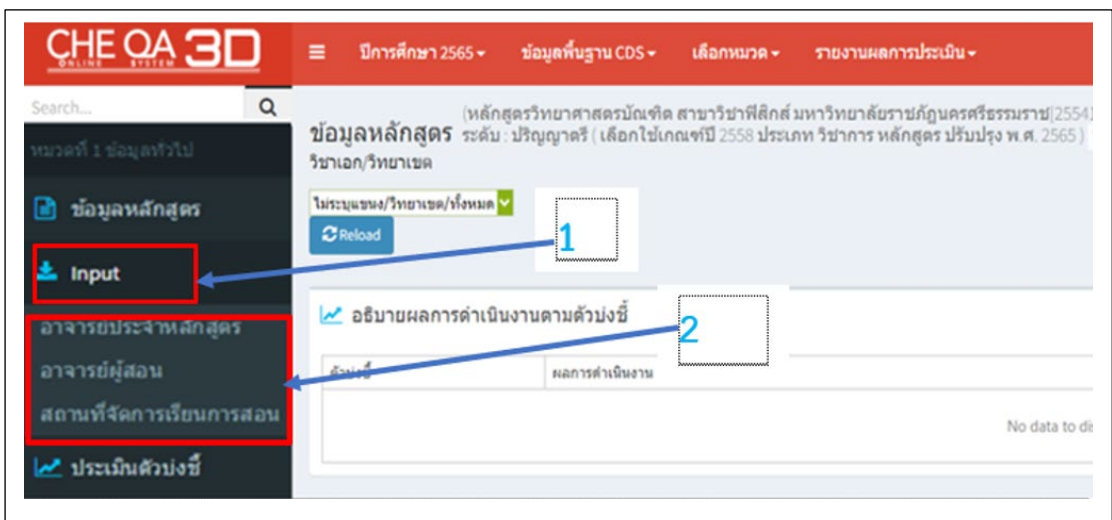 CHE QA 3D
ONLINE SYSTEM
ปีการศึกษา 2565 ข้อมูลพื้นฐาน CDS เลือกหมวด รายงานผลการประเมิน
Search...
หมวดที่ 1 ข้อมูลทั่วไป
ข้อมูลหลักสูตร
Input
อาจารย์ประจำหลักสูตร
อาจารย์ผู้สอน
สถานที่จัดการเรียนการสอน
ประเมินตัวบ่งชี้
(หลักสูตรวิทยาศาสตรบัณฑิต สาขาวิชาฟิสิกส์ มหาวิทยาลัยราชภัฏนครศรีธรรมราช[2554]
ข้อมูลหลักสูตร ระดับ : ปริญญาตรี ( เลือกใช้เกณฑ์ปี 2558 ประเภท วิชาการ หลักสูตร ปรับปรุง พ.ศ. 2565 )
วิชาเอก/วิทยาเขต
ไม่ระบุแขนง/วิทยาเขต/ทั้งหมด
Reload
1
อธิบายผลการดำเนินงานตามตัวบ่งชี้
2
ตัวบ่งชี้ ผลการดำเนินงาน
No data to